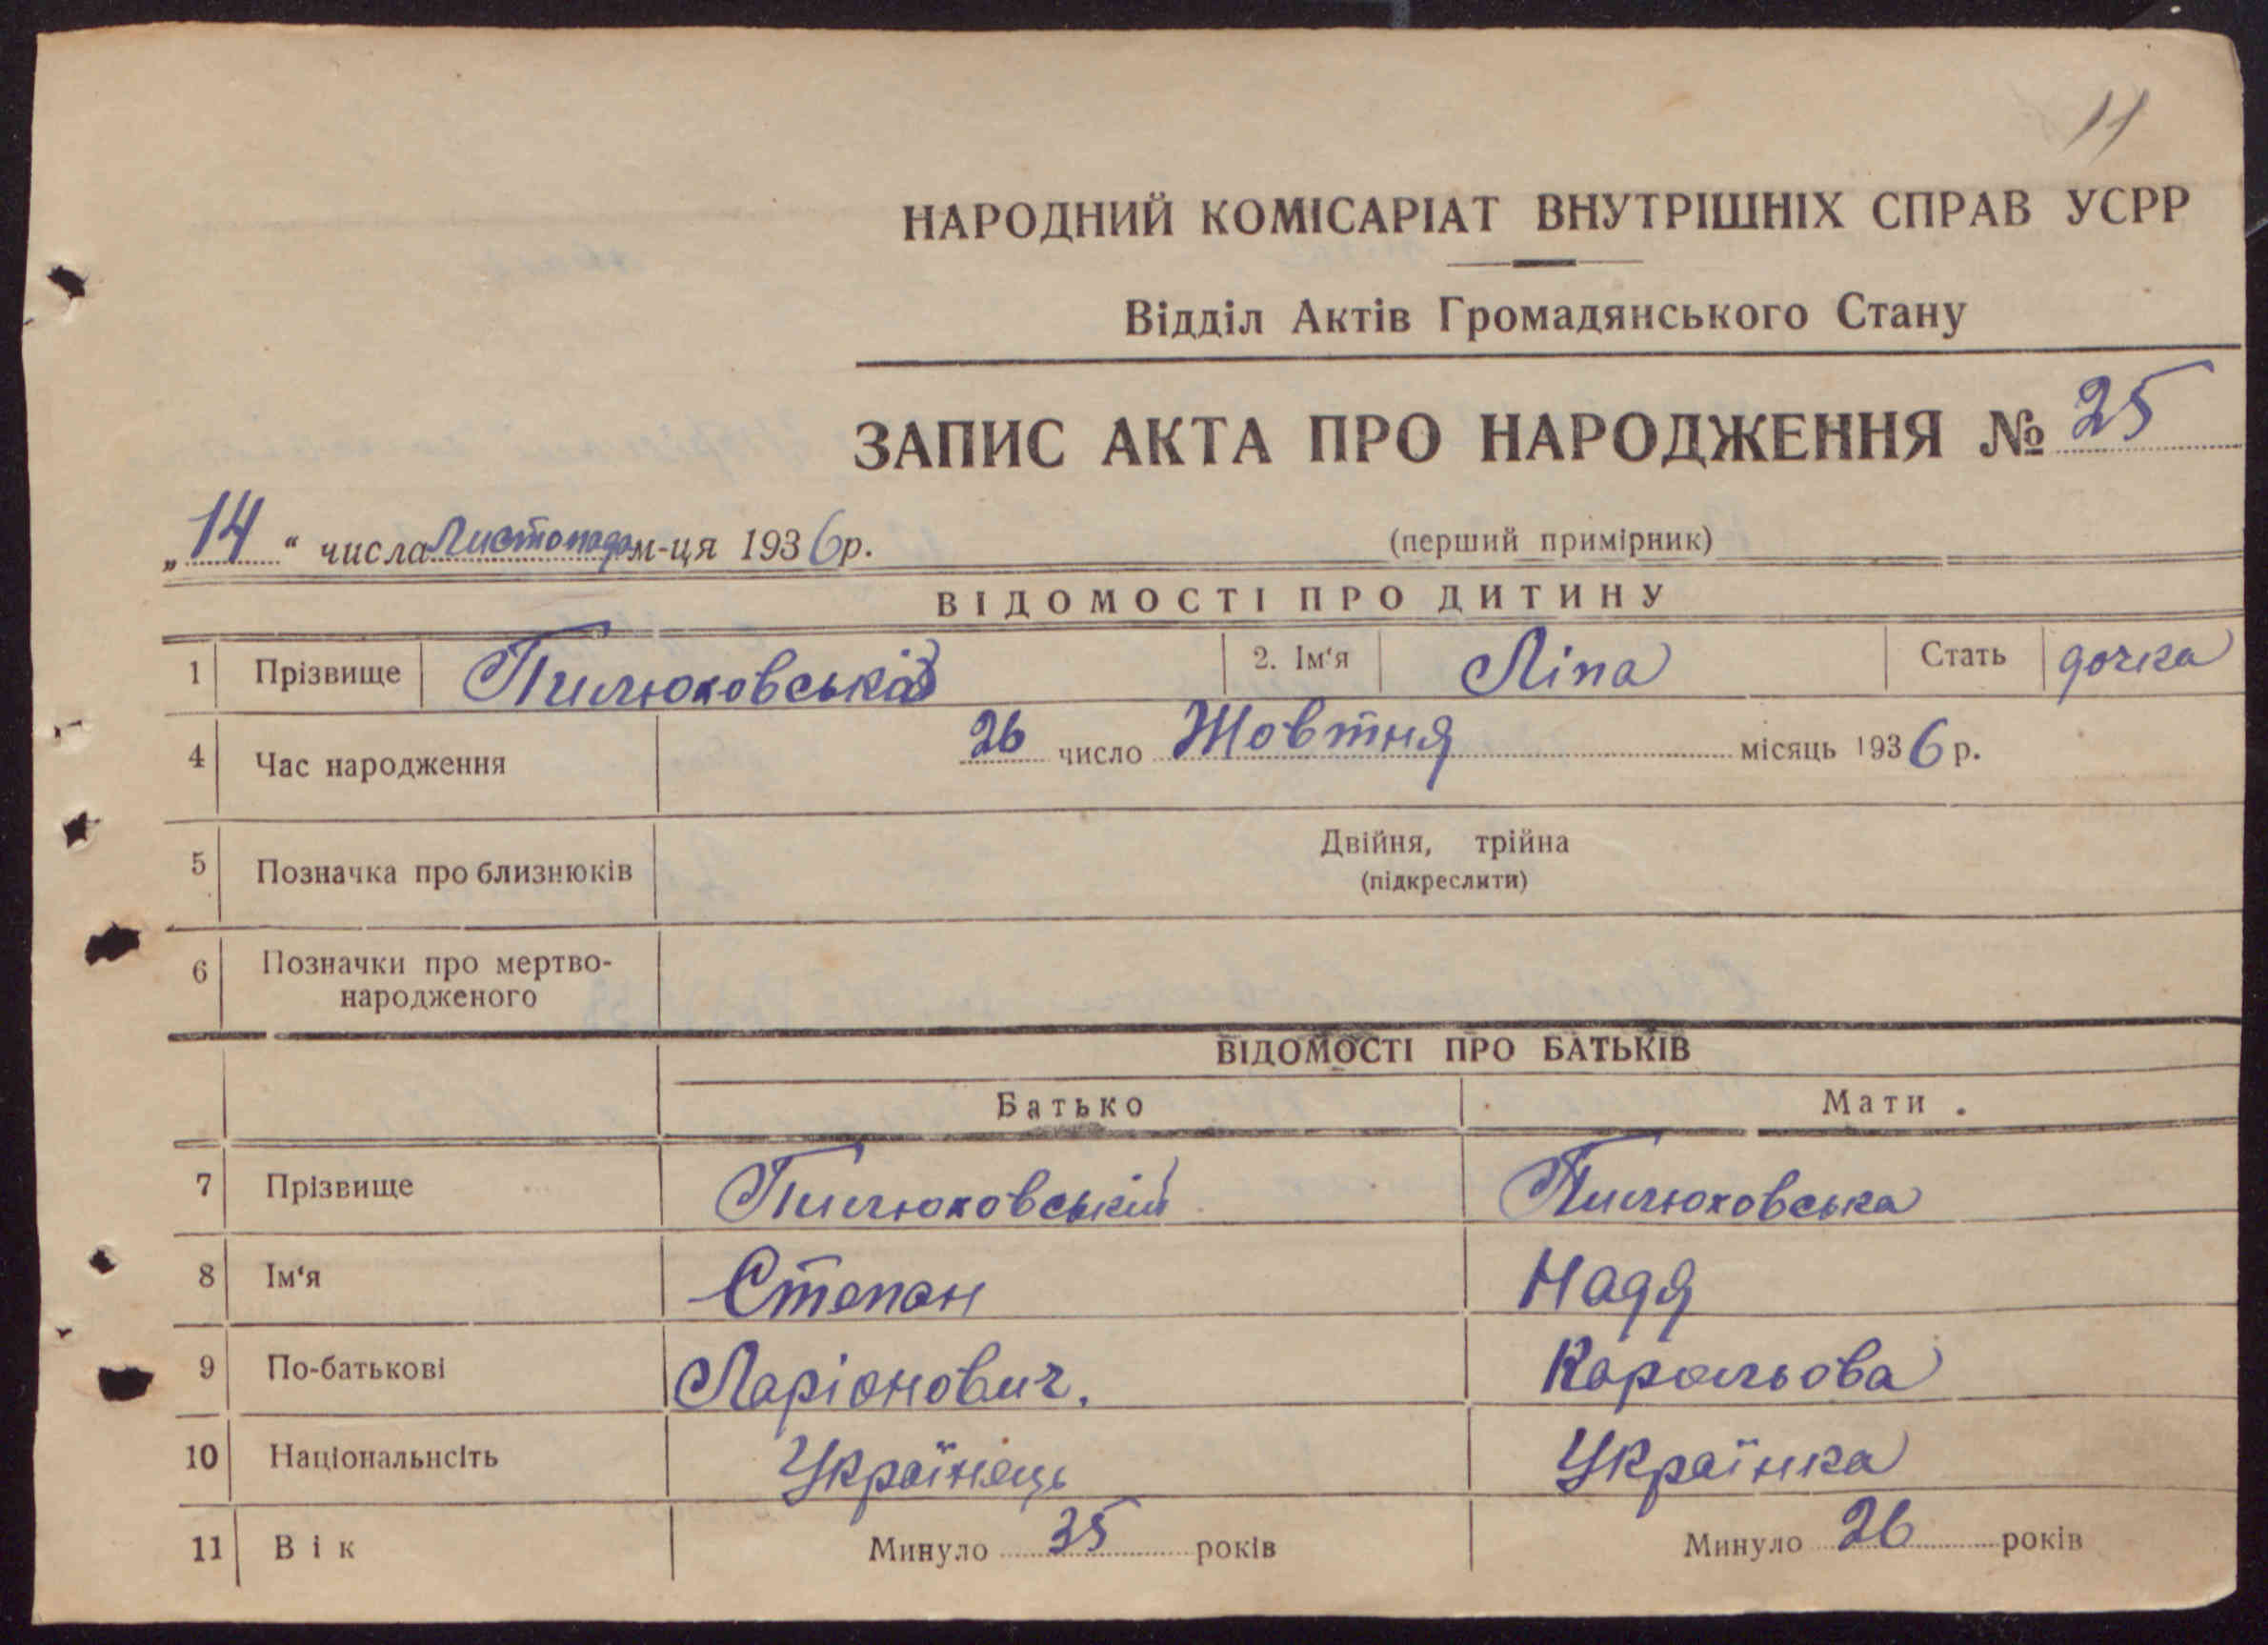 11
НАРОДНИЙ КОМІСАРІАТ ВНУТРІШНІХ СПРАВ УСРР
Відділ Актів Громадянського Стану
ЗАПИС АКТА ПРО НАРОДЖЕННЯ № 25
„14“ числа Листопада м-ця 1936 р. (перший примірник)
ВІДОМОСТІ ПРО ДИТИНУ
1 Прізвище Пилюховська 2. Ім‘я Ліпа Стать дочка
4 Час народження 26 число Жовтня місяць 1936 р.
5 Позначка про близнюків Двійня, трійна
(підкреслити)
6 Позначки про мертво-
народженого
ВІДОМОСТІ ПРО БАТЬКІВ
Батько Мати
7 Прізвище Пилюховський Пилюховська
8 Ім‘я Степан Надя
9 По-батькові Ларіонович. Карольова
10 Національнсіть Українець Українка
11 Вік Минуло 35 років Минуло 26 років